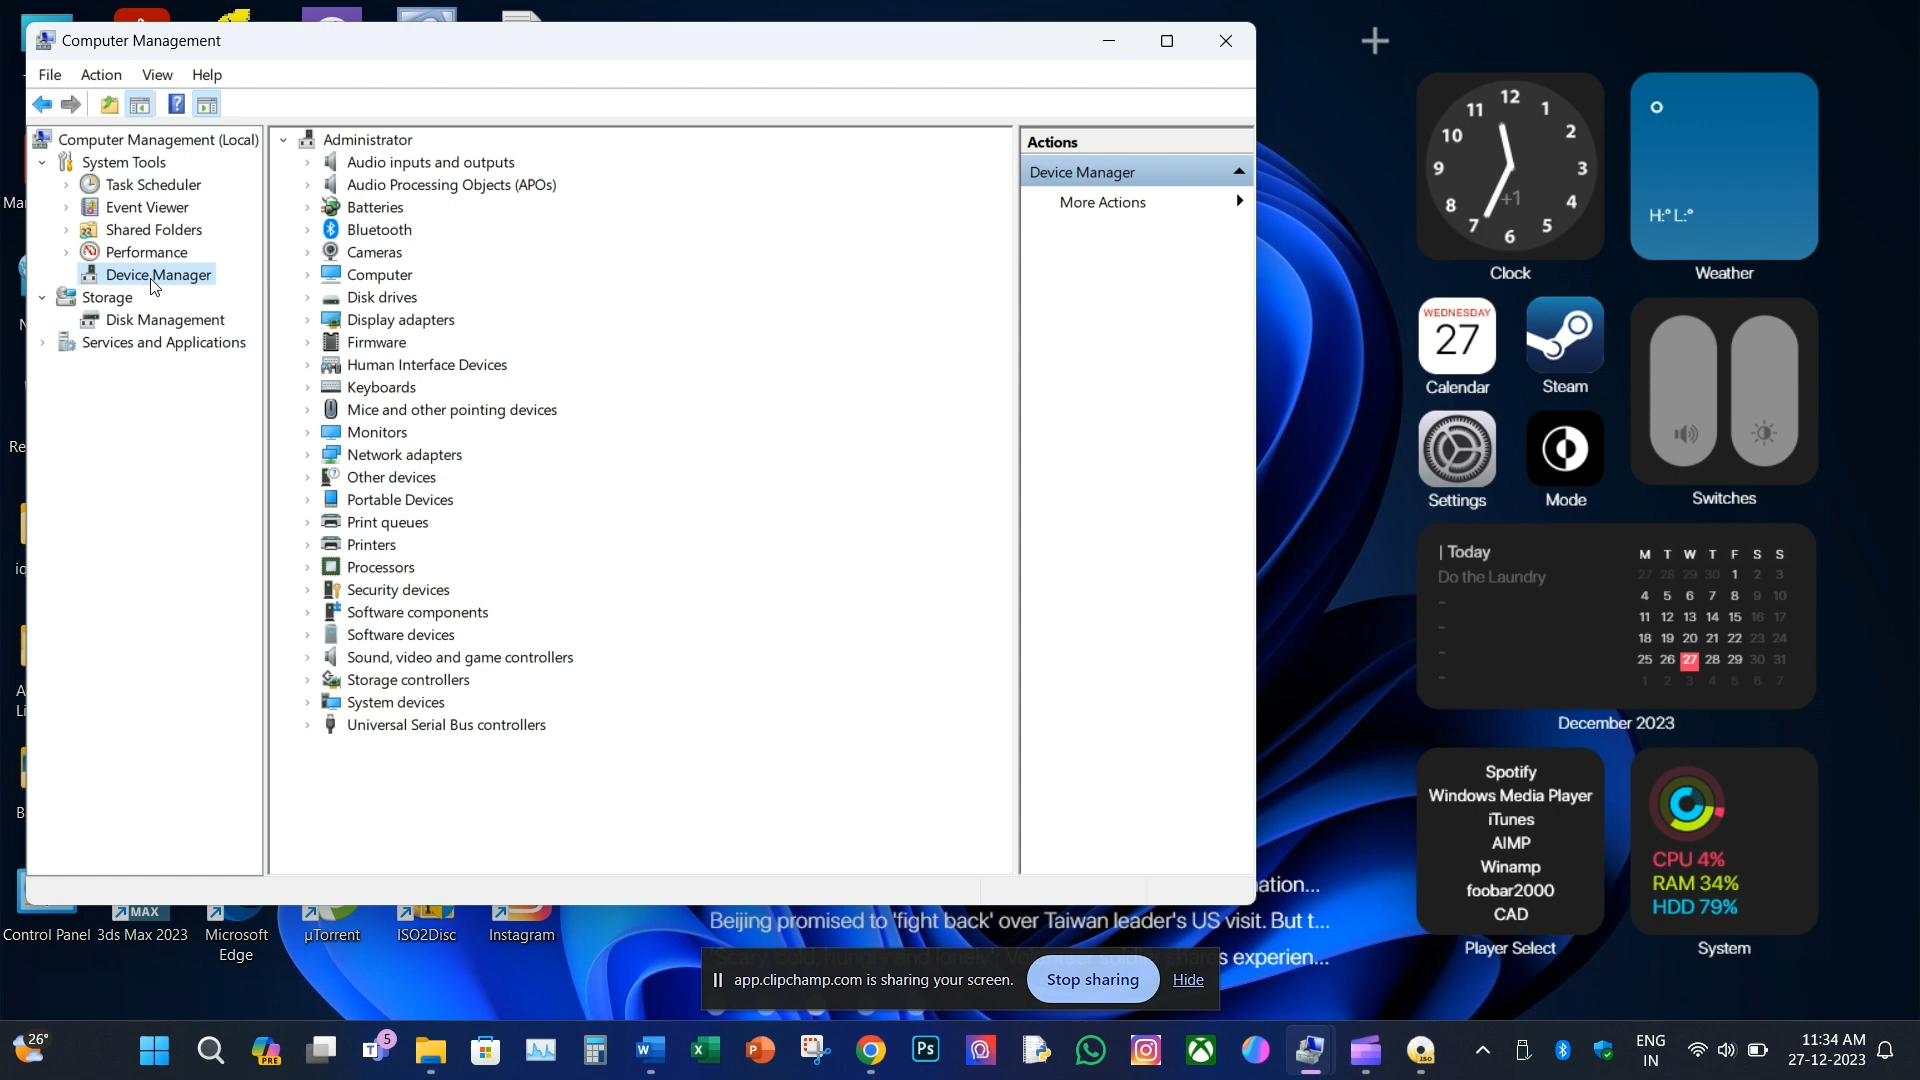 Computer Management
File Action View Help
Computer Management (Local)
System Tools
Task Scheduler
Event Viewer
Shared Folders
Performance
Device Manager
Storage
Disk Management
Services and Applications
Administrator
Audio inputs and outputs
Audio Processing Objects (APOs)
Batteries
Bluetooth
Cameras
Computer
Disk drives
Display adapters
Firmware
Human Interface Devices
Keyboards
Mice and other pointing devices
Monitors
Network adapters
Other devices
Portable Devices
Print queues
Printers
Processors
Security devices
Software components
Software devices
Sound, video and game controllers
Storage controllers
System devices
Universal Serial Bus controllers
Actions
Device Manager
More Actions
12 1 2 3 4 5 6 7 8 9 10 11
+1
Clock
H:° L:°
Weather
WEDNESDAY
27
Calendar
Steam
Settings
Mode
Switches
| Today
Do the Laundry
M T W T F S S
27 28 29 30 1 2 3
4 5 6 7 8 9 10
11 12 13 14 15 16 17
18 19 20 21 22 23 24
25 26 27 28 29 30 31
1 2 3 4 5 6 7
December 2023
Spotify
Windows Media Player
iTunes
AIMP
Winamp
foobar2000
CAD
Player Select
CPU 4%
RAM 34%
HDD 79%
System
ation...
Beijing promised to 'fight back' over Taiwan leader's US visit. But t...
s experien...
app.clipchamp.com is sharing your screen. Stop sharing Hide
Control Panel
MAX
3ds Max 2023
Microsoft
Edge
µTorrent
ISO2Disc
Instagram
26°
PRE
5
Ps
ISO
ENG
IN
11:34 AM
27-12-2023